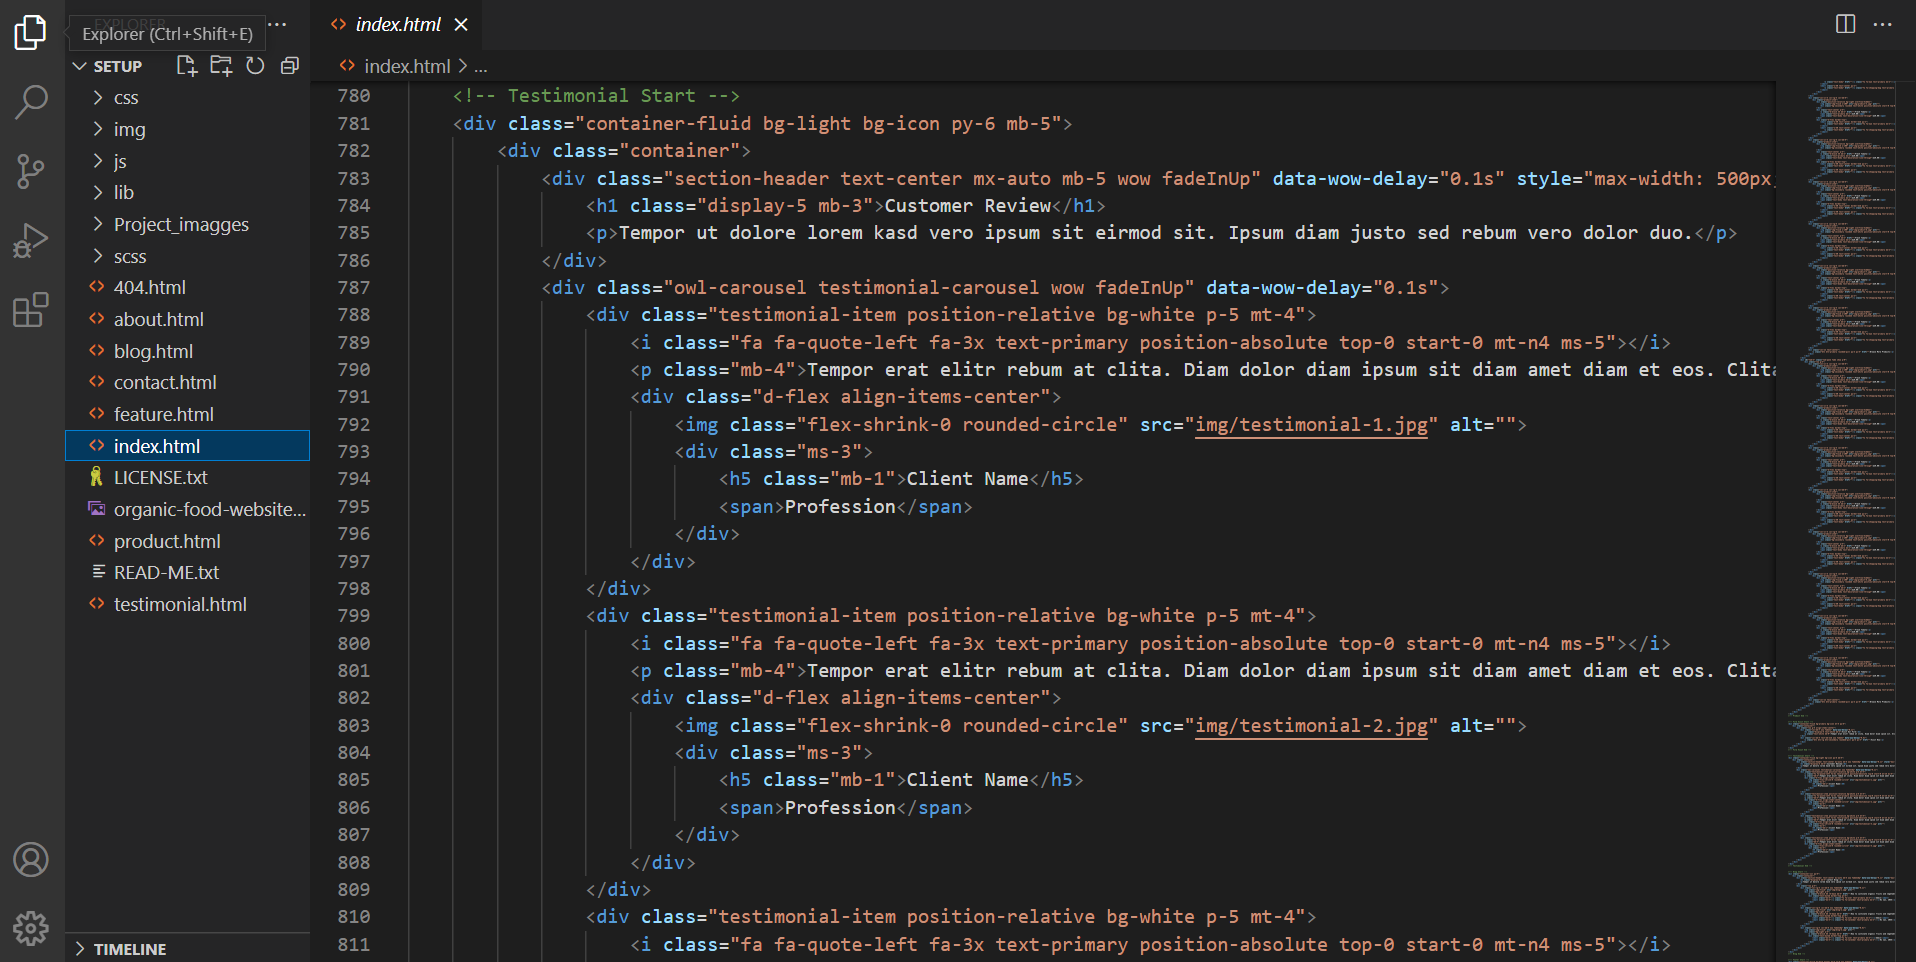 EXPLORER
Explorer (Ctrl+Shift+E)
SETUP
css
img
js
lib
Project_imagges
scss
404.html
about.html
blog.html
contact.html
feature.html
index.html
LICENSE.txt
organic-food-website...
product.html
READ-ME.txt
testimonial.html
TIMELINE
index.html
index.html > ...
780 <!-- Testimonial Start -->
781 <div class="container-fluid bg-light bg-icon py-6 mb-5">
782 <div class="container">
783 <div class="section-header text-center mx-auto mb-5 wow fadeInUp" data-wow-delay="0.1s" style="max-width: 500px;
784 <h1 class="display-5 mb-3">Customer Review</h1>
785 <p>Tempor ut dolore lorem kasd vero ipsum sit eirmod sit. Ipsum diam justo sed rebum vero dolor duo.</p>
786 </div>
787 <div class="owl-carousel testimonial-carousel wow fadeInUp" data-wow-delay="0.1s">
788 <div class="testimonial-item position-relative bg-white p-5 mt-4">
789 <i class="fa fa-quote-left fa-3x text-primary position-absolute top-0 start-0 mt-n4 ms-5"></i>
790 <p class="mb-4">Tempor erat elitr rebum at clita. Diam dolor diam ipsum sit diam amet diam et eos. Clita
791 <div class="d-flex align-items-center">
792 <img class="flex-shrink-0 rounded-circle" src="img/testimonial-1.jpg" alt="">
793 <div class="ms-3">
794 <h5 class="mb-1">Client Name</h5>
795 <span>Profession</span>
796 </div>
797 </div>
798 </div>
799 <div class="testimonial-item position-relative bg-white p-5 mt-4">
800 <i class="fa fa-quote-left fa-3x text-primary position-absolute top-0 start-0 mt-n4 ms-5"></i>
801 <p class="mb-4">Tempor erat elitr rebum at clita. Diam dolor diam ipsum sit diam amet diam et eos. Clita
802 <div class="d-flex align-items-center">
803 <img class="flex-shrink-0 rounded-circle" src="img/testimonial-2.jpg" alt="">
804 <div class="ms-3">
805 <h5 class="mb-1">Client Name</h5>
806 <span>Profession</span>
807 </div>
808 </div>
809 </div>
810 <div class="testimonial-item position-relative bg-white p-5 mt-4">
811 <i class="fa fa-quote-left fa-3x text-primary position-absolute top-0 start-0 mt-n4 ms-5"></i>